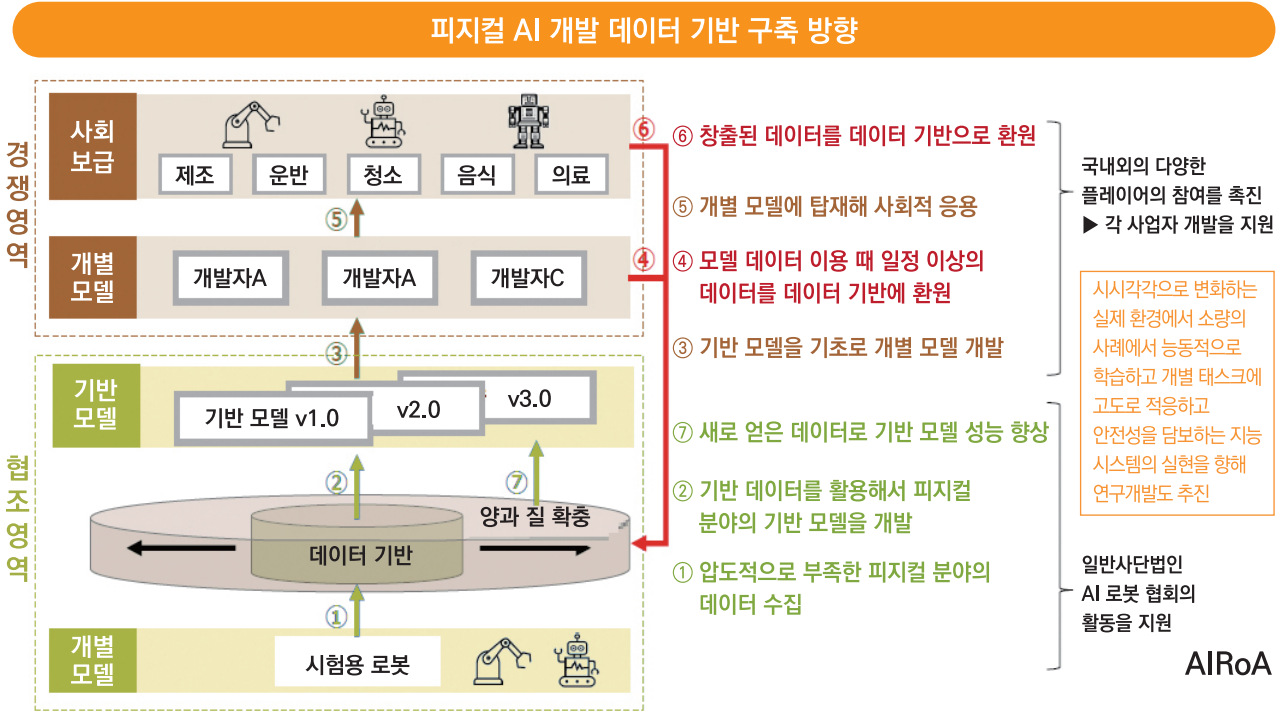 피지컬 AI 개발 데이터 기반 구축 방향
경쟁영역
사회
보급
제조
운반
청소
음식
의료
⑥
⑤
개별
모델
개발자A
개발자A
개발자C
④
③
협조영역
기반
모델
기반 모델 v1.0
v2.0
v3.0
②
⑦
양과 질 확충
데이터 기반
①
개별
모델
시험용 로봇
⑥ 창출된 데이터를 데이터 기반으로 환원
⑤ 개별 모델에 탑재해 사회적 응용
④ 모델 데이터 이용 때 일정 이상의
데이터를 데이터 기반에 환원
③ 기반 모델을 기초로 개별 모델 개발
⑦ 새로 얻은 데이터로 기반 모델 성능 향상
② 기반 데이터를 활용해서 피지컬
분야의 기반 모델을 개발
① 압도적으로 부족한 피지컬 분야의
데이터 수집
국내외의 다양한
플레이어의 참여를 촉진
▶ 각 사업자 개발을 지원
시시각각으로 변화하는
실제 환경에서 소량의
사례에서 능동적으로
학습하고 개별 태스크에
고도로 적응하고
안전성을 담보하는 지능
시스템의 실현을 향해
연구개발도 추진
일반사단법인
AI 로봇 협회의
활동을 지원
AIRoA